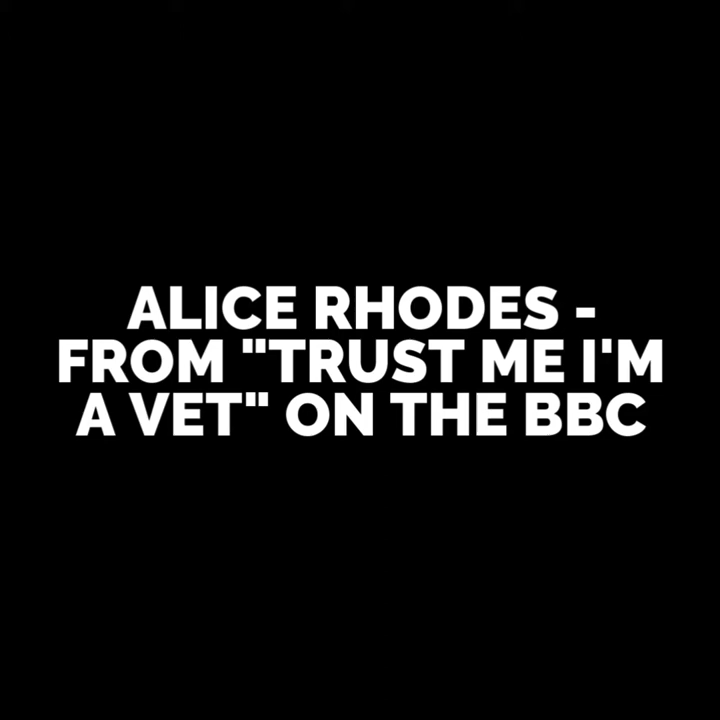 ALICE RHODES -
FROM "TRUST ME I'M
A VET" ON THE BBC